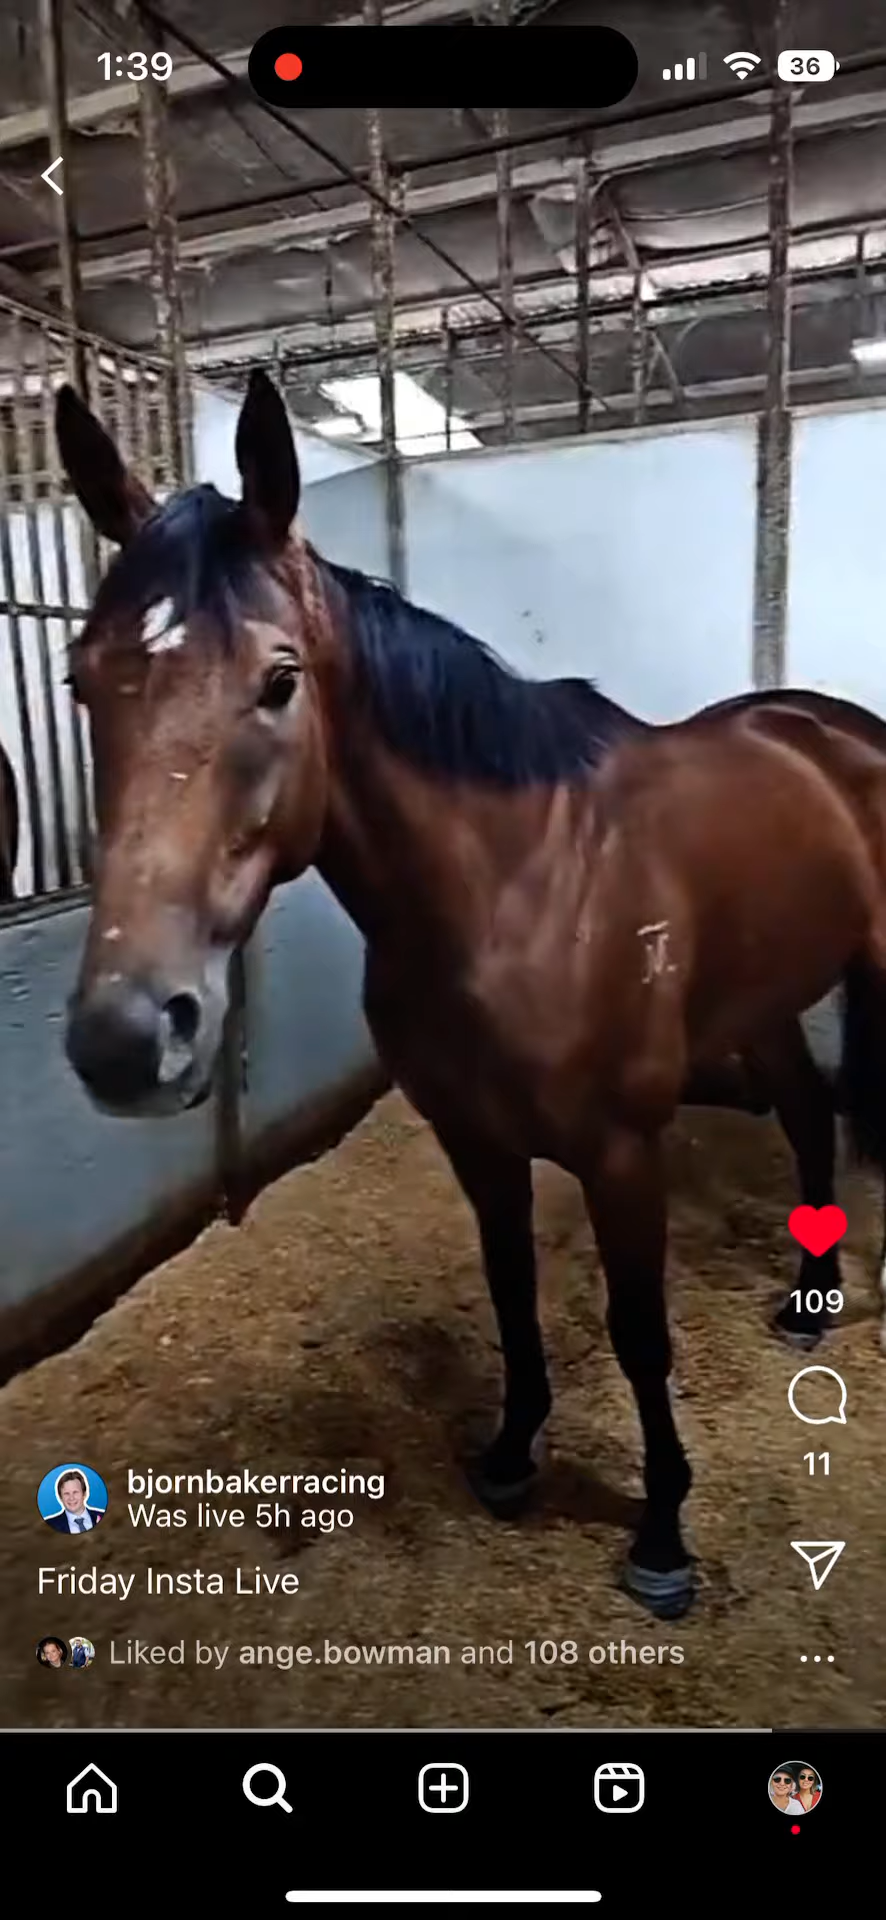 1:39
36
109
11
bjornbakerracing
Was live 5h ago
Friday Insta Live
Liked by ange.bowman and 108 others